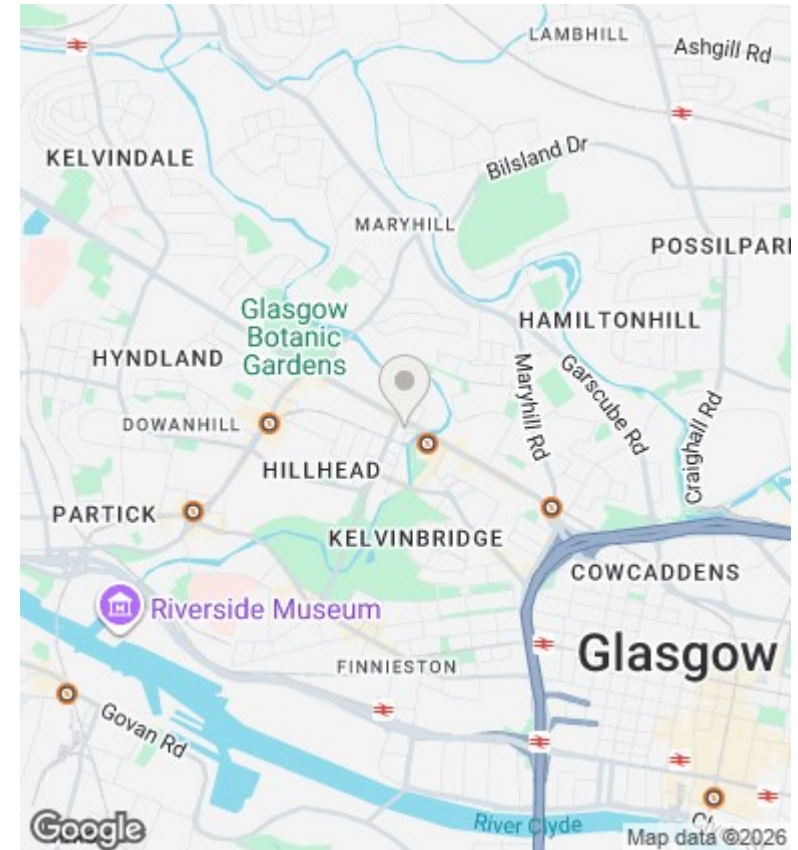 LAMBHILL
Ashgill Rd
KELVINDALE
Bilsland Dr
MARYHILL
POSSILPARK
Glasgow
Botanic
Gardens
HAMILTONHILL
HYNDLAND
Maryhill Rd
Garscube Rd
DOWANHILL
Craighall Rd
HILLHEAD
PARTICK
KELVINBRIDGE
COWCADDENS
Riverside Museum
Glasgow
FINNIESTON
Govan Rd
Google
River Clyde
Map data ©2026